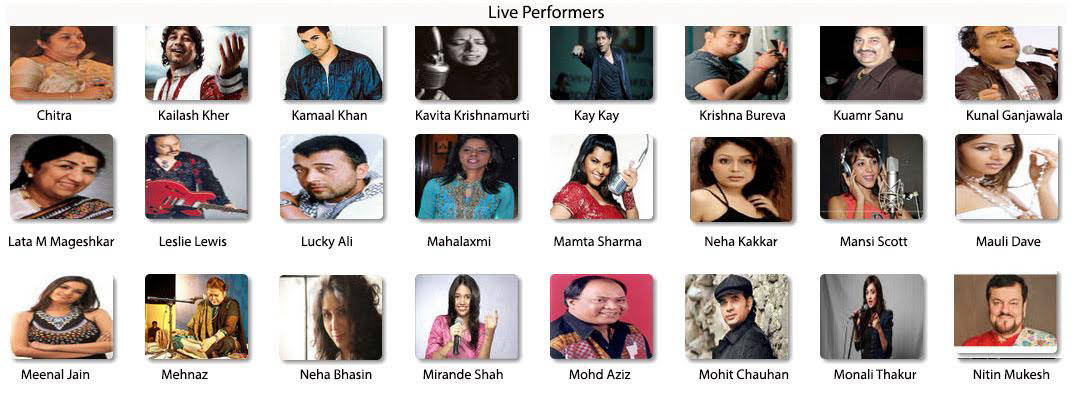 Live Performers
Chitra Kailash Kher Kamaal Khan Kavita Krishnamurti Kay Kay Krishna Bureva Kuamr Sanu Kunal Ganjawala
Lata M Mageshkar Leslie Lewis Lucky Ali Mahalaxmi Mamta Sharma Neha Kakkar Mansi Scott Mauli Dave
Meenal Jain Mehnaz Neha Bhasin Mirande Shah Mohd Aziz Mohit Chauhan Monali Thakur Nitin Mukesh